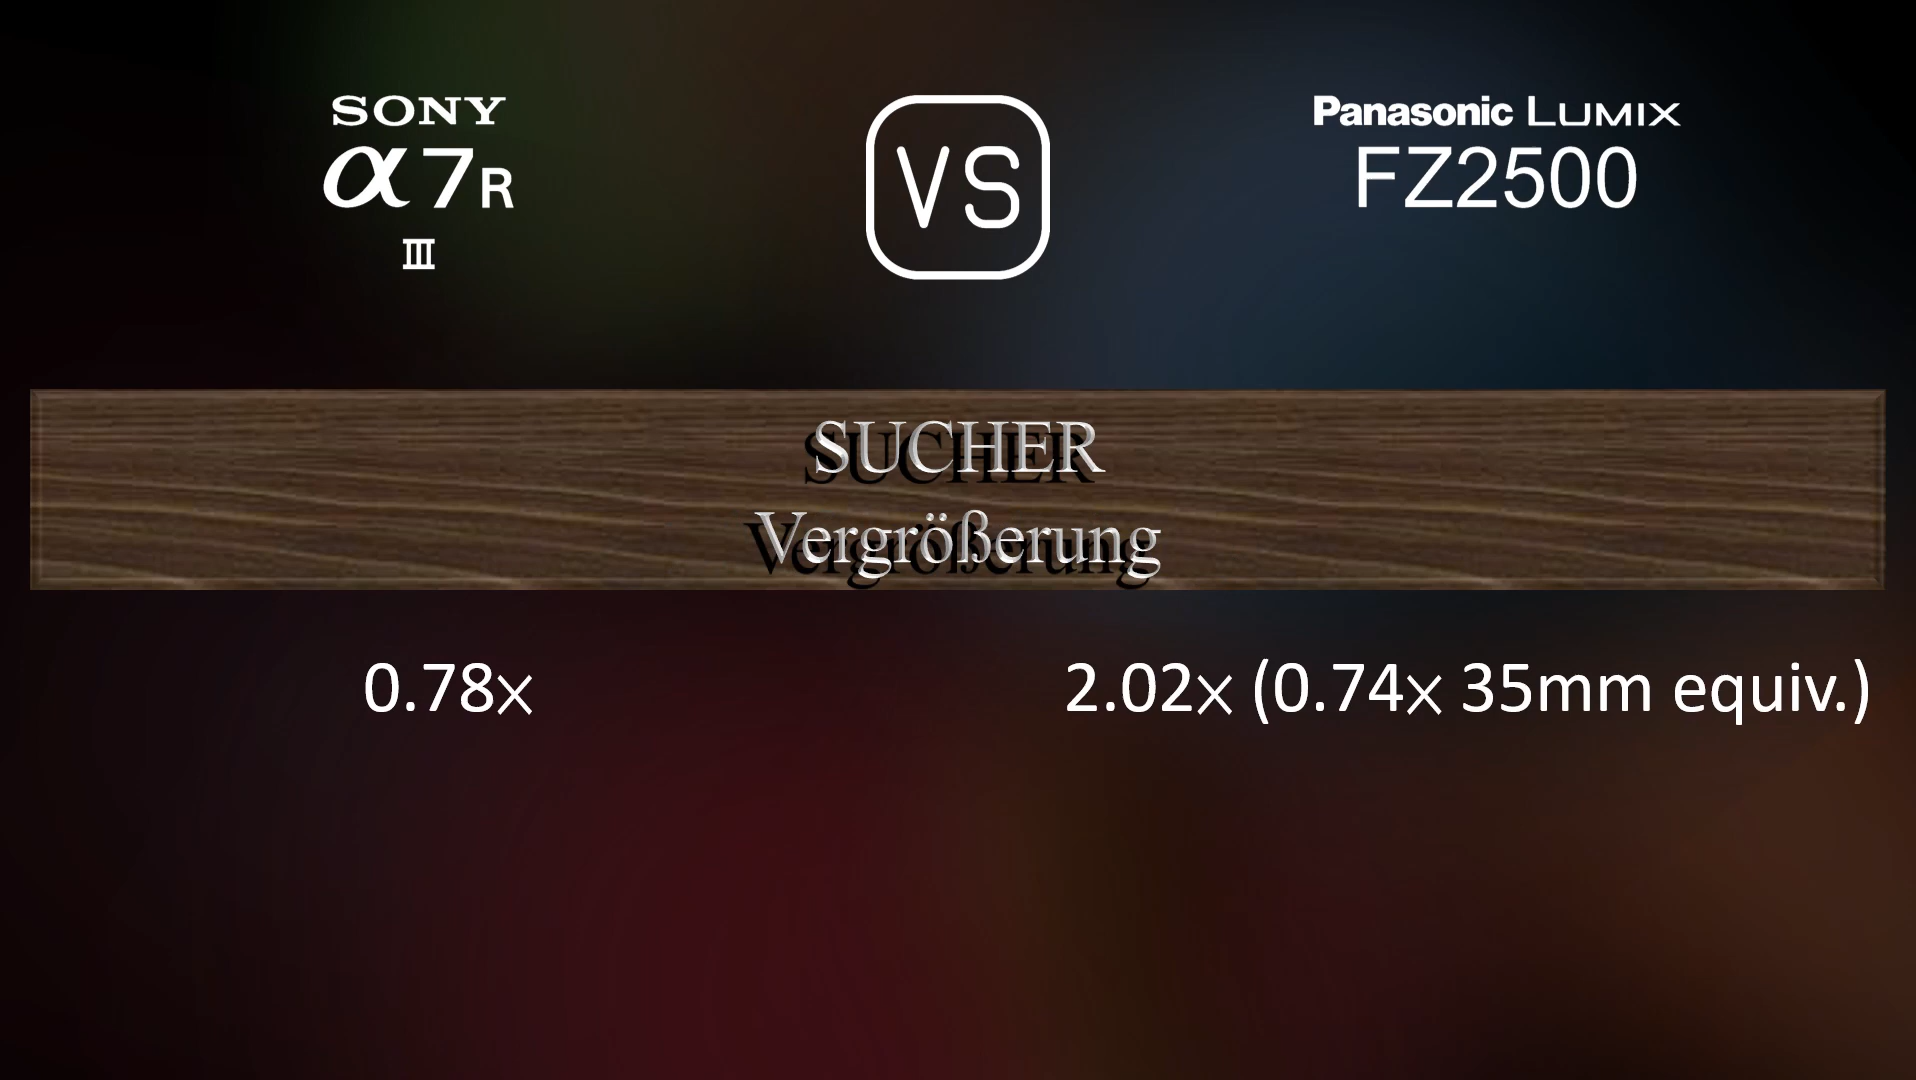 SONY
α7R
III
VS
Panasonic LUMIX
FZ2500
SUCHER
Vergrößerung
0.78x
2.02x (0.74x 35mm equiv.)